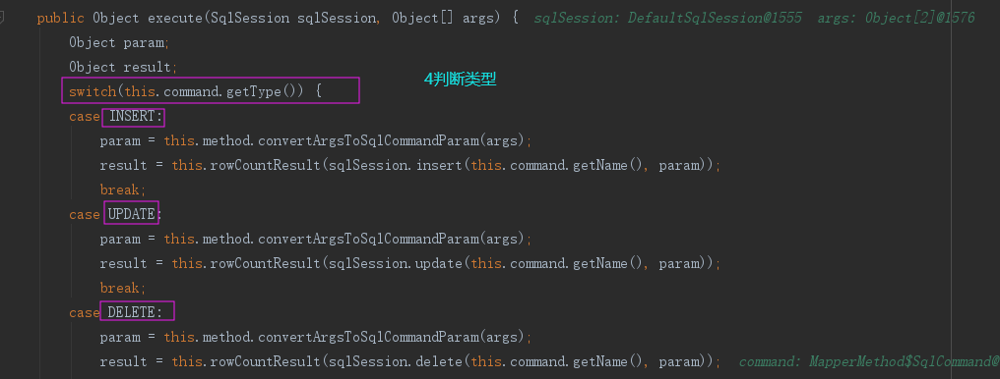 public Object execute(SqlSession sqlSession, Object[] args) { sqlSession: DefaultSqlSession@1555 args: Object[2]@1576
Object param;
Object result;
switch(this.command.getType()) { 4判断类型
case INSERT:
param = this.method.convertArgsToSqlCommandParam(args);
result = this.rowCountResult(sqlSession.insert(this.command.getName(), param));
break;
case UPDATE:
param = this.method.convertArgsToSqlCommandParam(args);
result = this.rowCountResult(sqlSession.update(this.command.getName(), param));
break;
case DELETE:
param = this.method.convertArgsToSqlCommandParam(args);
result = this.rowCountResult(sqlSession.delete(this.command.getName(), param)); command: MapperMethod$SqlCommand@